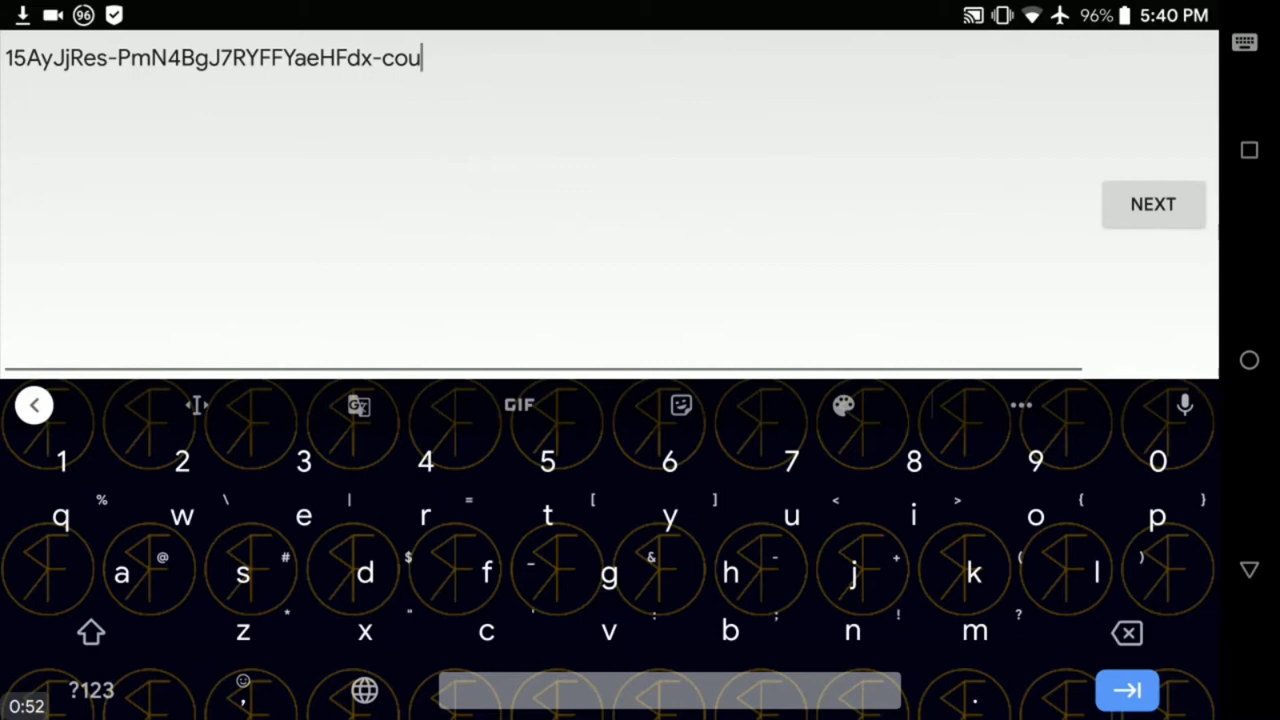 96 96% 5:40 PM
15AyJjRes-PmN4BgJ7RYFFYaeHFdx-cou
NEXT
GIF
1 2 3 4 5 6 7 8 9 0
% \ | = [ ] < > { }
q w e r t y u i o p
@ # $ _ & - + ( )
a s d f g h j k l
* " ' : ; ! ?
z x c v b n m
?123 , .
0:52